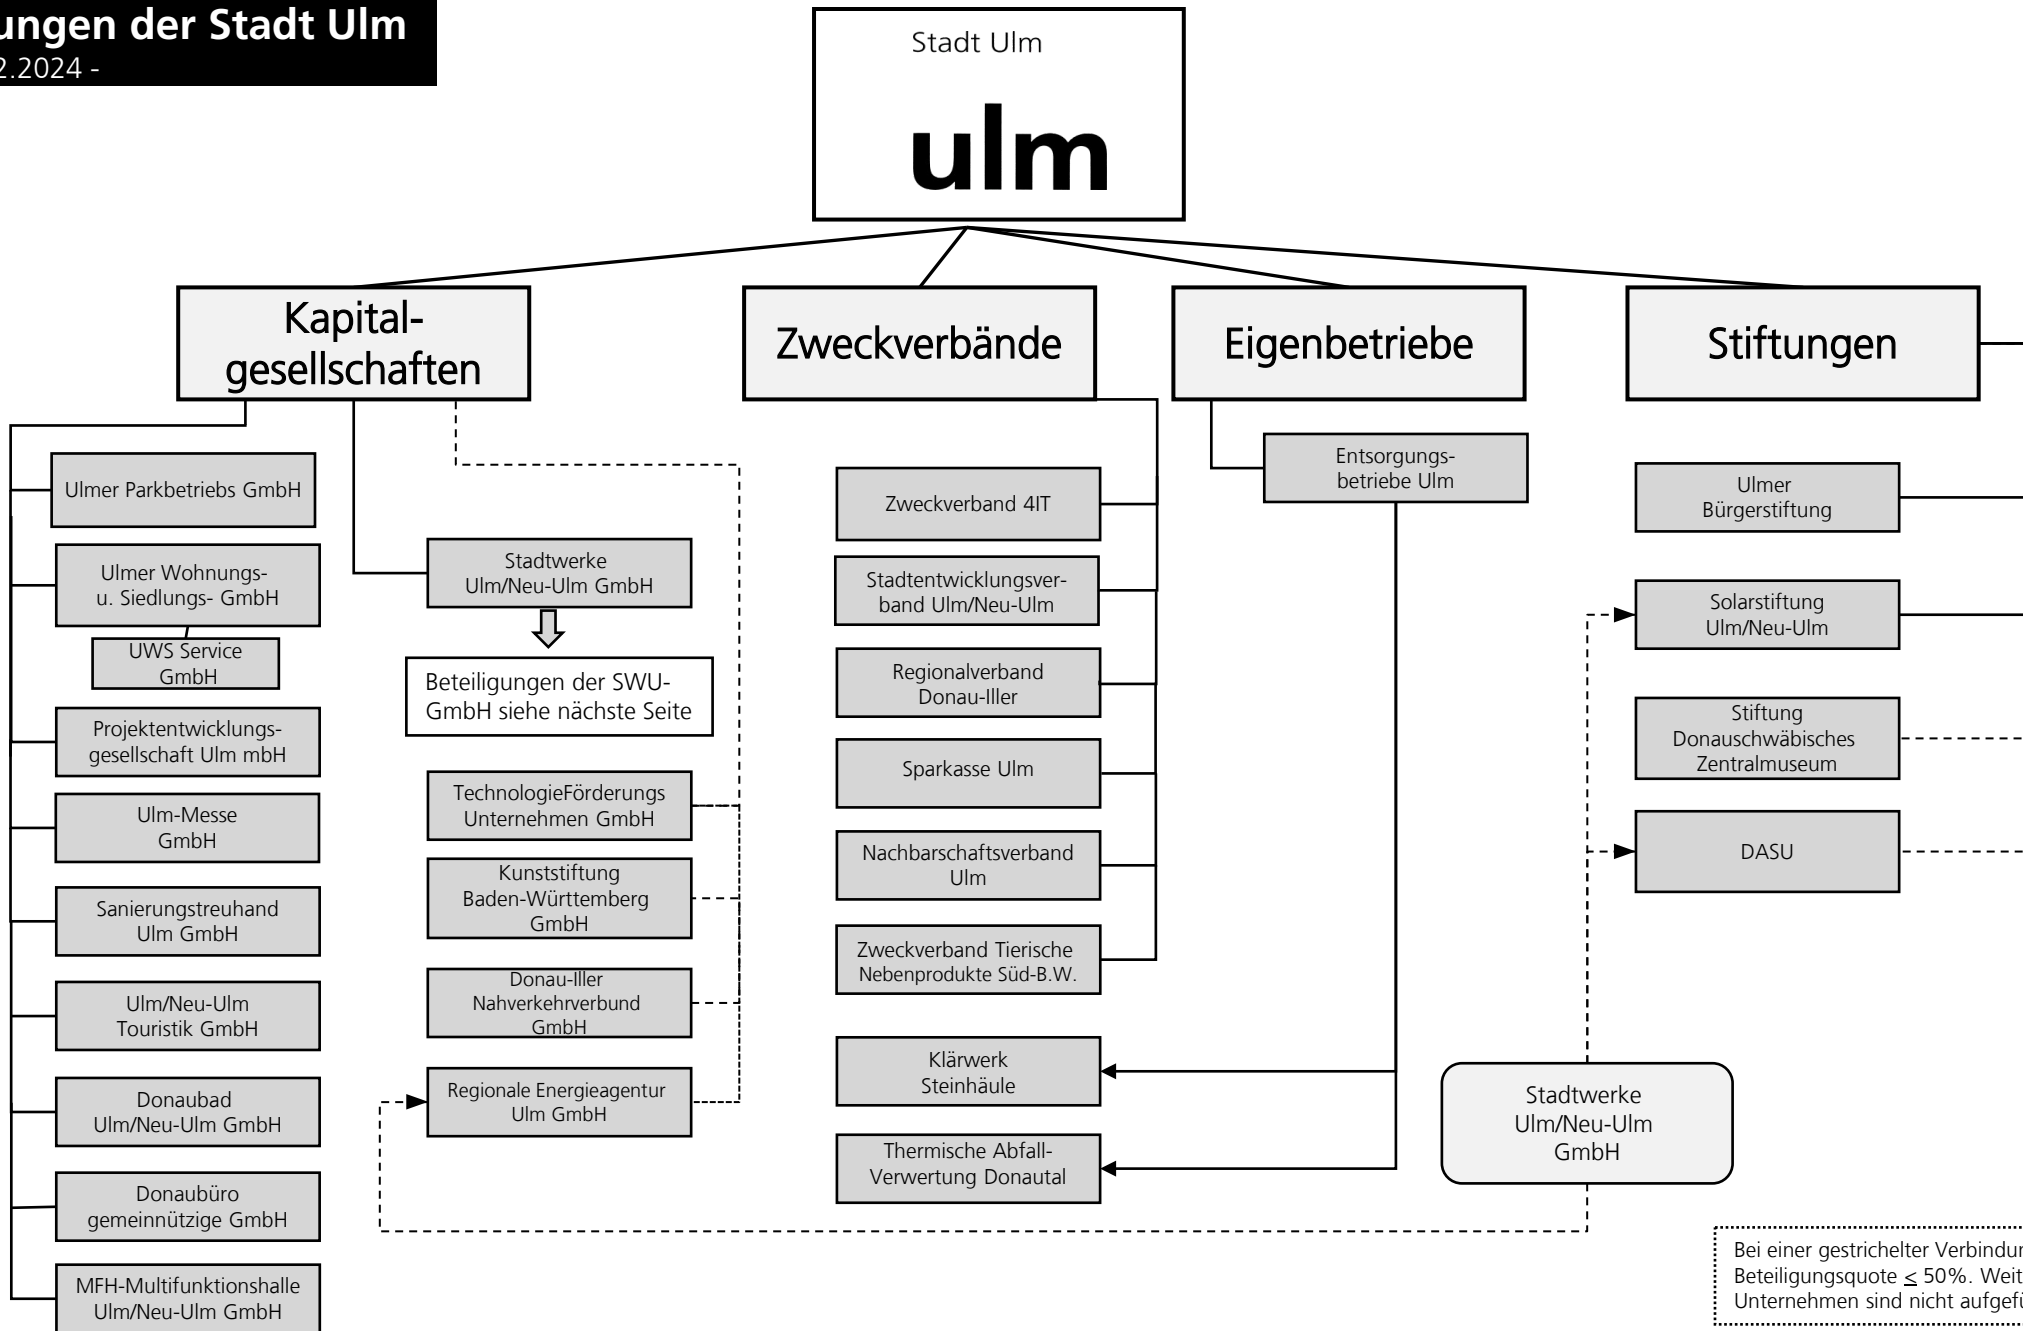 ungen der Stadt Ulm
2.2024 -
Stadt Ulm
ulm
Kapital-
gesellschaften
Zweckverbände
Eigenbetriebe
Stiftungen
Ulmer Parkbetriebs GmbH
Ulmer Wohnungs-
u. Siedlungs- GmbH
UWS Service
GmbH
Projektentwicklungs-
gesellschaft Ulm mbH
Ulm-Messe
GmbH
Sanierungstreuhand
Ulm GmbH
Ulm/Neu-Ulm
Touristik GmbH
Donaubad
Ulm/Neu-Ulm GmbH
Donaubüro
gemeinnützige GmbH
MFH-Multifunktionshalle
Ulm/Neu-Ulm GmbH
Stadtwerke
Ulm/Neu-Ulm GmbH
Beteiligungen der SWU-
GmbH siehe nächste Seite
TechnologieFörderungs
Unternehmen GmbH
Kunststiftung
Baden-Württemberg
GmbH
Donau-Iller
Nahverkehrverbund
GmbH
Regionale Energieagentur
Ulm GmbH
Zweckverband 4IT
Stadtentwicklungsver-
band Ulm/Neu-Ulm
Regionalverband
Donau-Iller
Sparkasse Ulm
Nachbarschaftsverband
Ulm
Zweckverband Tierische
Nebenprodukte Süd-B.W.
Klärwerk
Steinhäule
Thermische Abfall-
Verwertung Donautal
Entsorgungs-
betriebe Ulm
Ulmer
Bürgerstiftung
Solarstiftung
Ulm/Neu-Ulm
Stiftung
Donauschwäbisches
Zentralmuseum
DASU
Stadtwerke
Ulm/Neu-Ulm
GmbH
Bei einer gestrichelter Verbindun
Beteiligungsquote ≤ 50%. Weit
Unternehmen sind nicht aufgefü